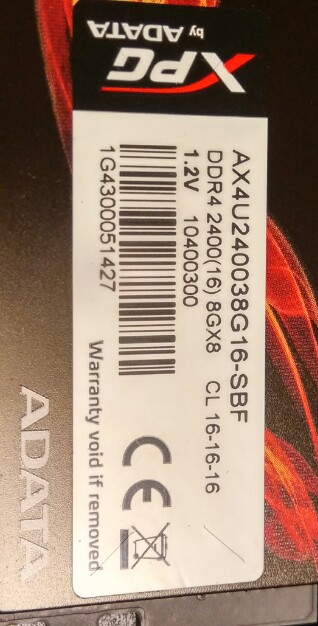 XPG
by ADATA
AX4U240038G16-SBF
DDR4 2400(16) 8GX8 CL 16-16-16
1.2V 10400300
1G4300051427
Warranty void if removed
CE
ADATA